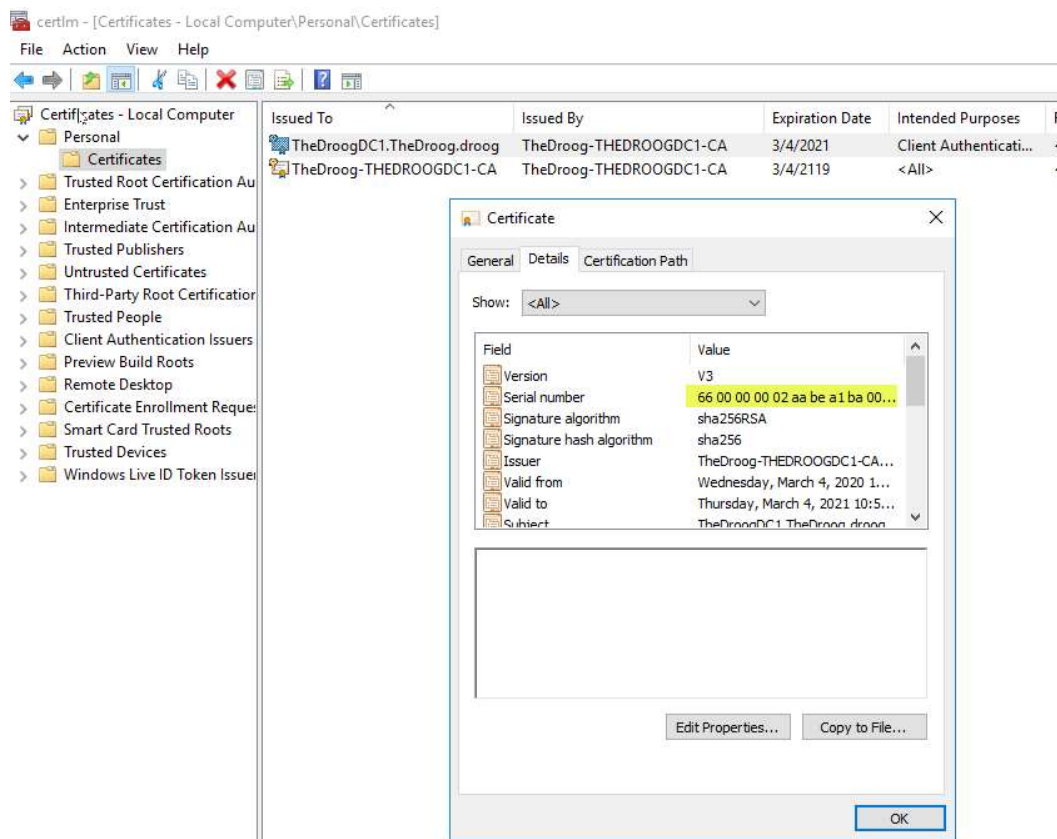 certlm - [Certificates - Local Computer\Personal\Certificates]
File Action View Help
Certificates - Local Computer
Personal
Certificates
Trusted Root Certification Au
Enterprise Trust
Intermediate Certification Au
Trusted Publishers
Untrusted Certificates
Third-Party Root Certification
Trusted People
Client Authentication Issuers
Preview Build Roots
Remote Desktop
Certificate Enrollment Reques
Smart Card Trusted Roots
Trusted Devices
Windows Live ID Token Issuer
Issued To Issued By Expiration Date Intended Purposes
TheDroogDC1.TheDroog.droog TheDroog-THEDROOGDC1-CA 3/4/2021 Client Authenticati...
TheDroog-THEDROOGDC1-CA TheDroog-THEDROOGDC1-CA 3/4/2119 <All>
Certificate
General Details Certification Path
Show: <All>
Field Value
Version V3
Serial number 66 00 00 00 02 aa be a1 ba 00...
Signature algorithm sha256RSA
Signature hash algorithm sha256
Issuer TheDroog-THEDROOGDC1-CA...
Valid from Wednesday, March 4, 2020 1...
Valid to Thursday, March 4, 2021 10:5...
Subject TheDroogDC1.TheDroog.droog
Edit Properties... Copy to File...
OK